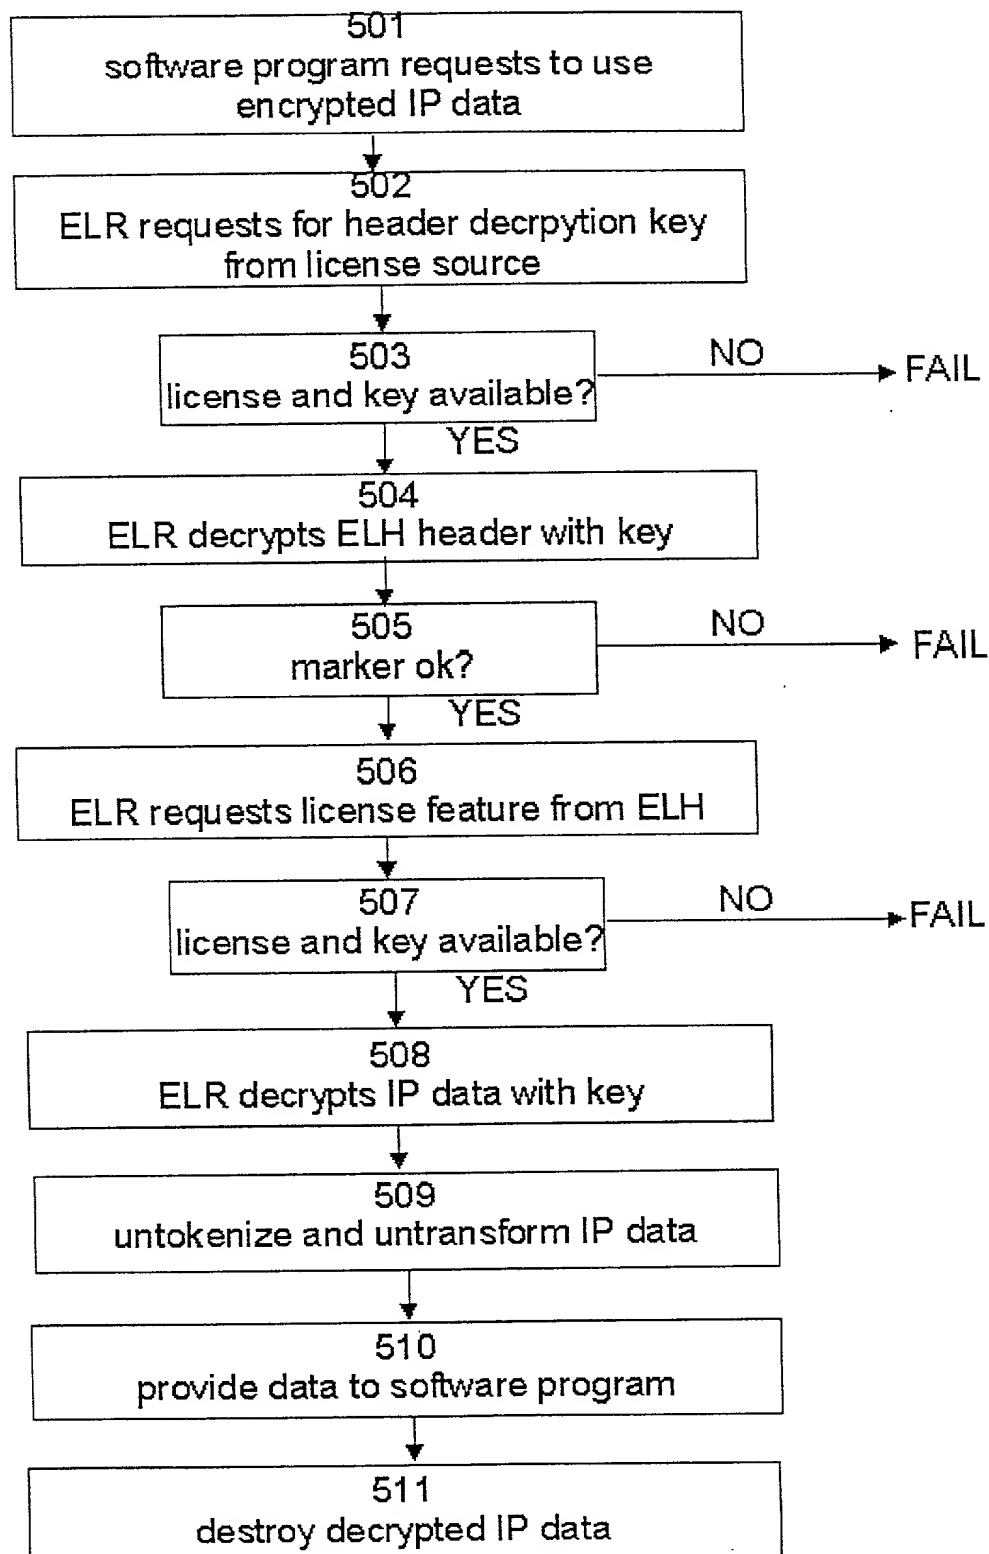 501
software program requests to use
encrypted IP data
502
ELR requests for header decrpytion key
from license source
503
license and key available?
NO
FAIL
YES
504
ELR decrypts ELH header with key
505
marker ok?
NO
FAIL
YES
506
ELR requests license feature from ELH
507
license and key available?
NO
FAIL
YES
508
ELR decrypts IP data with key
509
untokenize and untransform IP data
510
provide data to software program
511
destroy decrypted IP data